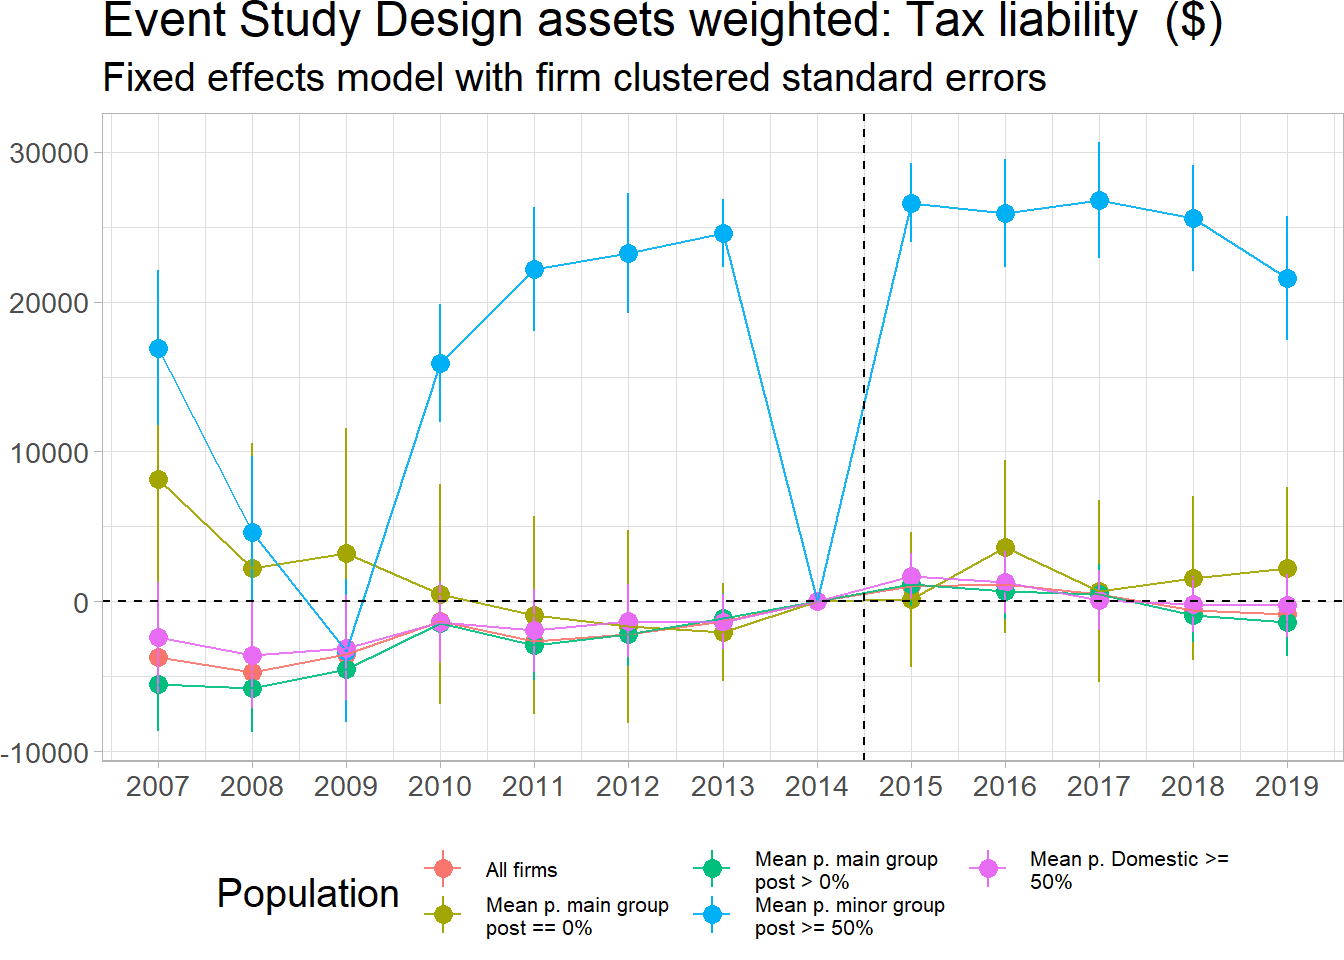 Event Study Design assets weighted: Tax liability  ($)
Fixed effects model with firm clustered standard errors
30000
20000
10000
0
-10000
2007 2008 2009 2010 2011 2012 2013 2014 2015 2016 2017 2018 2019
Population
All firms
Mean p. main group
post == 0%
Mean p. main group
post > 0%
Mean p. minor group
post >= 50%
Mean p. Domestic >=
50%